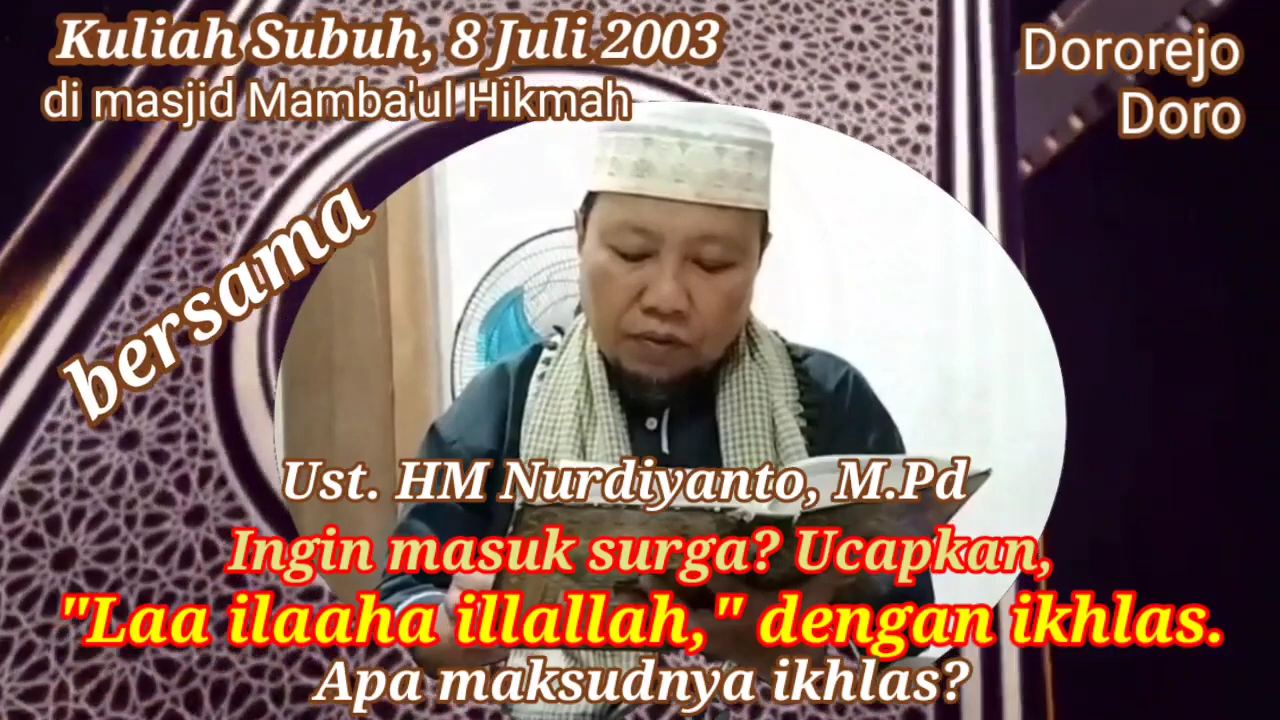 Kuliah Subuh, 8 Juli 2003
di masjid Mamba'ul Hikmah
Dororejo
Doro
bersama
Ust. HM Nurdiyanto, M.Pd
Ingin masuk surga? Ucapkan,
"Laa ilaaha illallah," dengan ikhlas.
Apa maksudnya ikhlas?